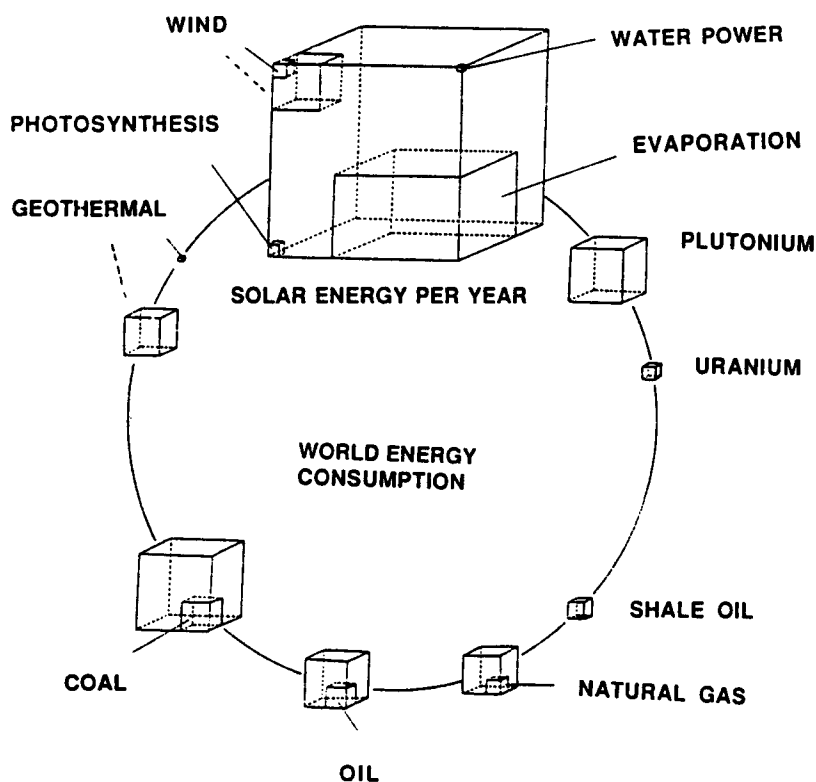 WIND
WATER POWER
PHOTOSYNTHESIS
EVAPORATION
GEOTHERMAL
PLUTONIUM
SOLAR ENERGY PER YEAR
URANIUM
WORLD ENERGY
CONSUMPTION
SHALE OIL
COAL
NATURAL GAS
OIL